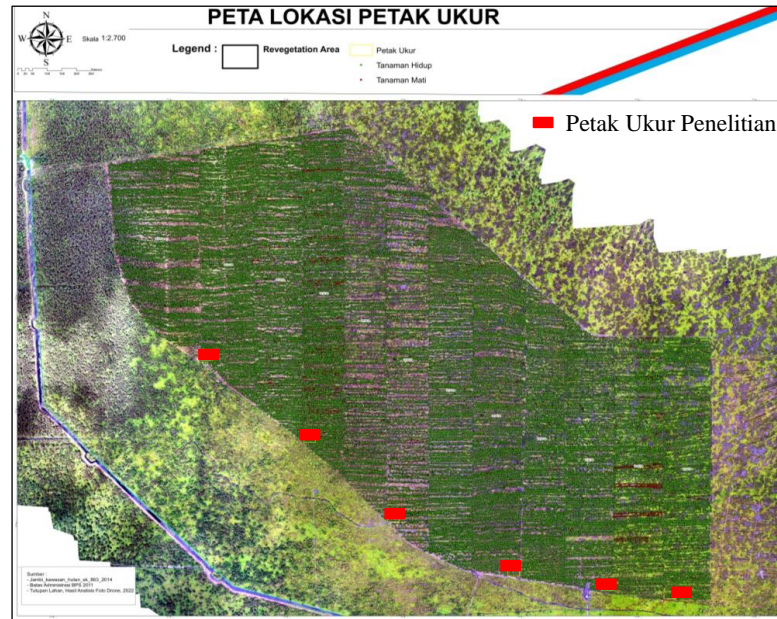 PETA LOKASI PETAK UKUR
N
W E
S
Skala 1:2.700
Legend :
Revegetation Area
Petak Ukur
Tanaman Hidup
Tanaman Mati
Petak Ukur Penelitian
Sumber :
- Jambi_kawasan_hutan_sk_863_2014
- Batas Administrasi BPS 2011
- Tutupan Lahan, Hasil Analisis Foto Drone, 2022